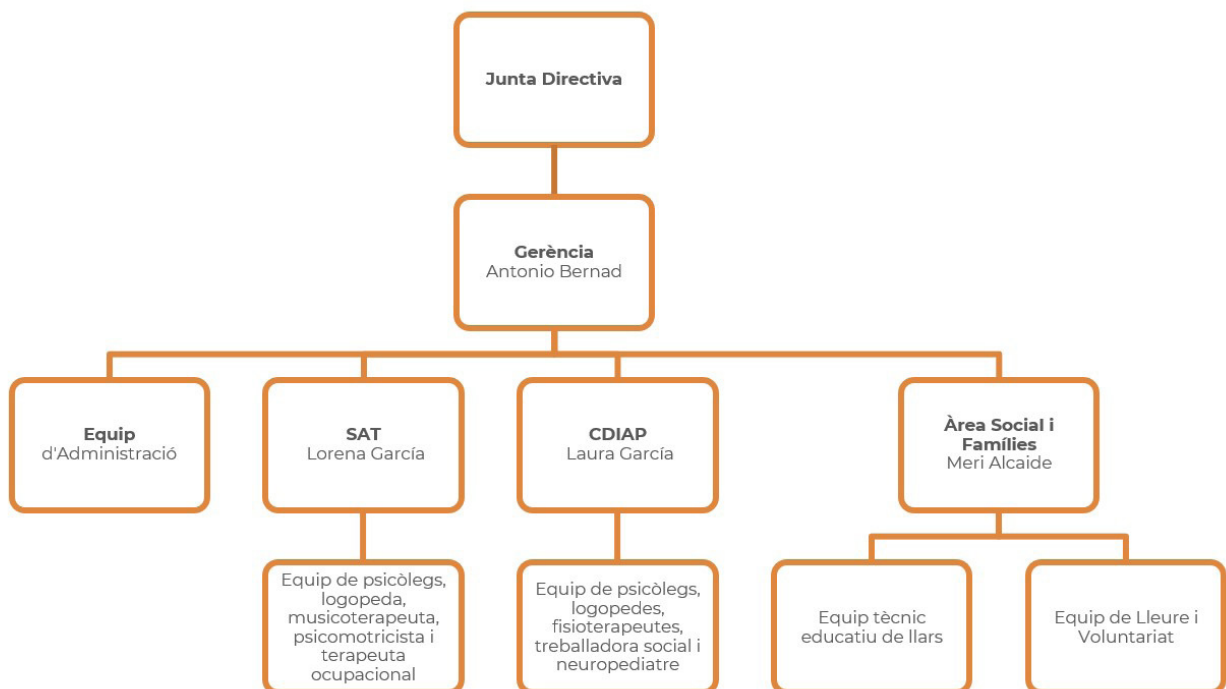 Junta Directiva
Gerència
Antonio Bernad
Equip
d'Administració
SAT
Lorena García
CDIAP
Laura García
Àrea Social i
Famílies
Meri Alcaide
Equip de psicòlegs,
logopeda,
musicoterapeuta,
psicomotricista i
terapeuta
ocupacional
Equip de psicòlegs,
logopedes,
fisioterapeutes,
treballadora social i
neuropediatre
Equip tècnic
educatiu de llars
Equip de Lleure i
Voluntariat